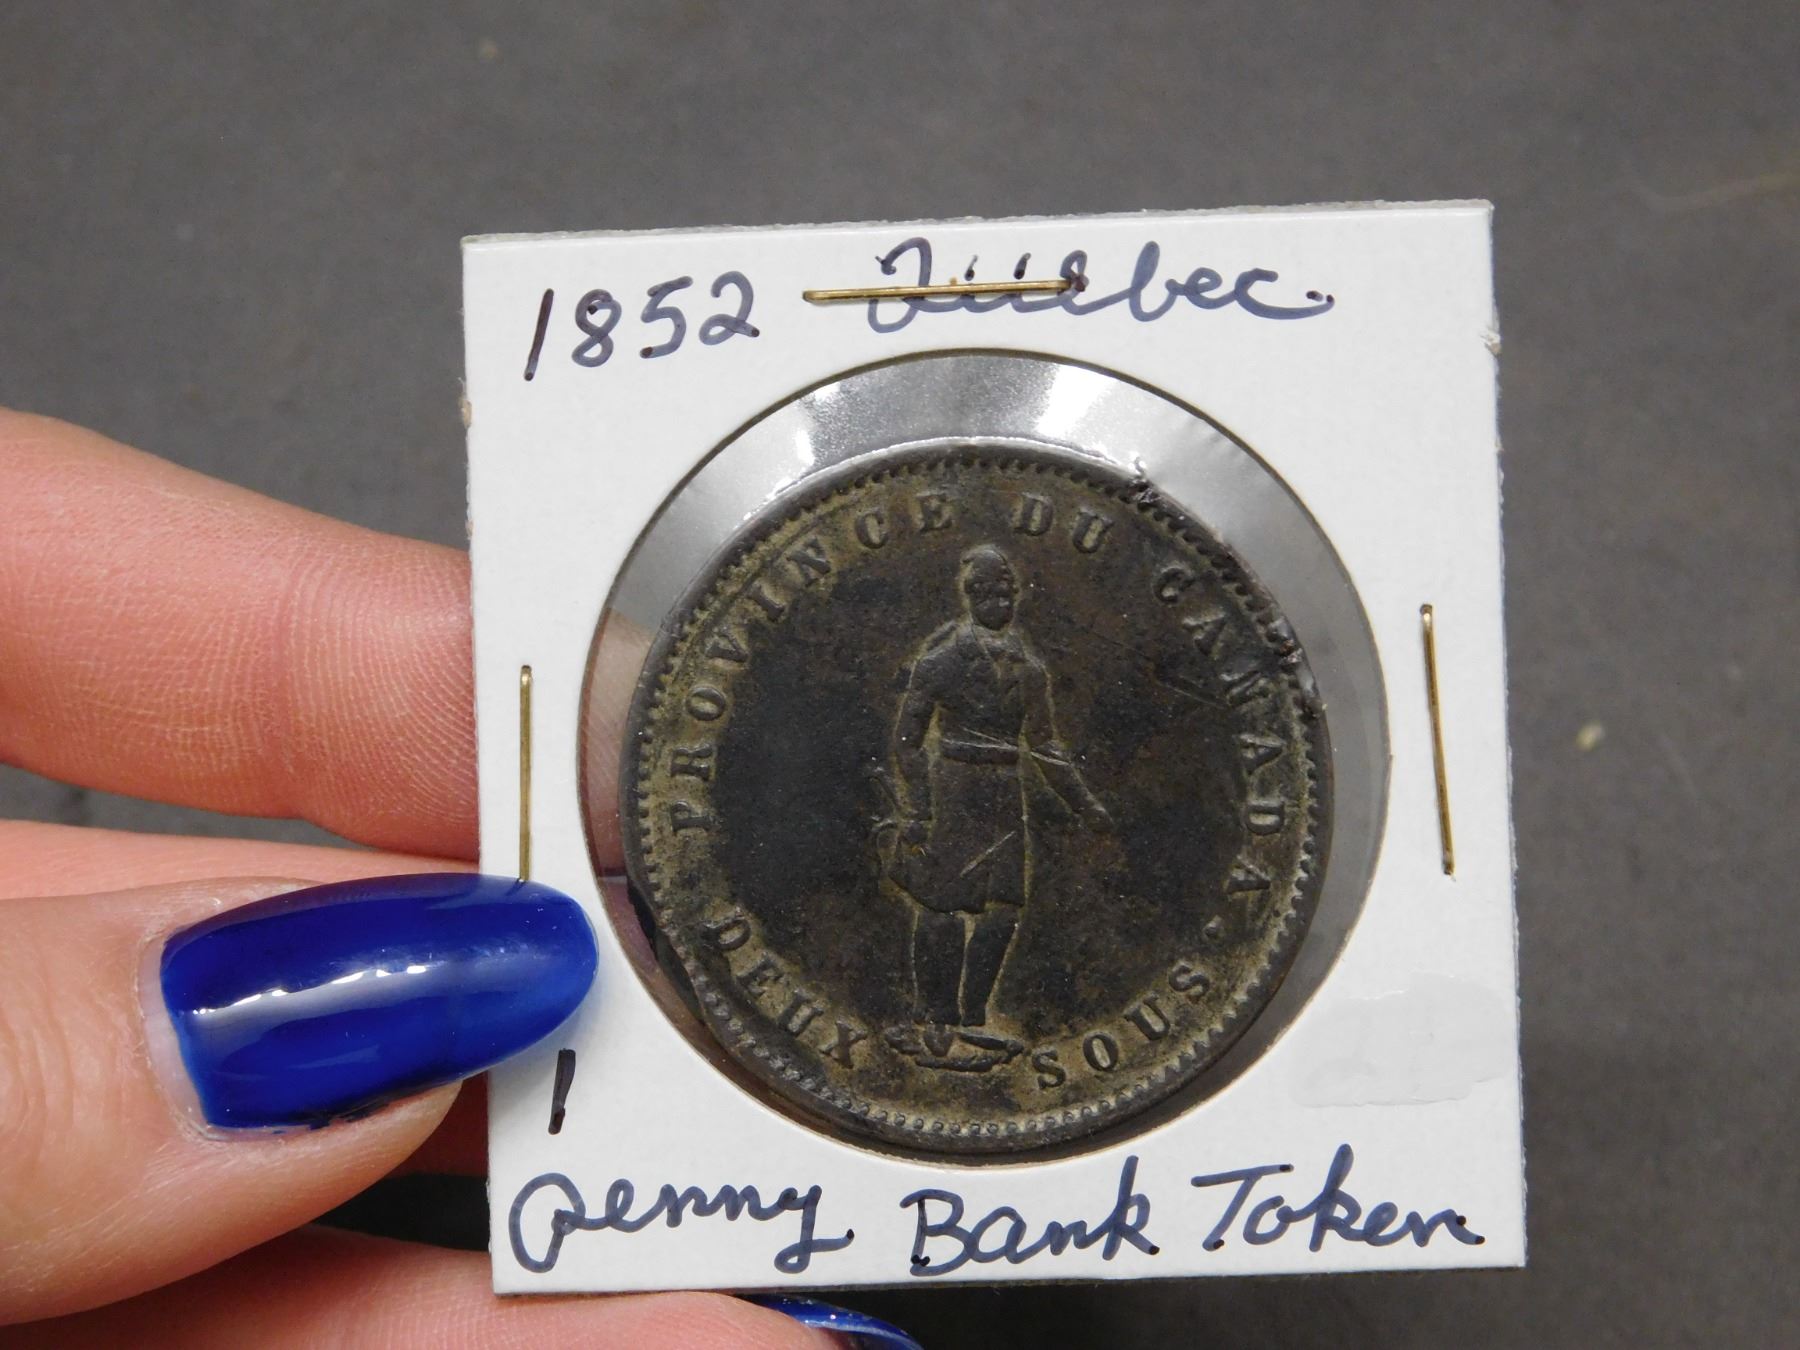 1852 Quebec
PROVINCE DU CANADA
DEUX SOUS
1
penny Bank Token